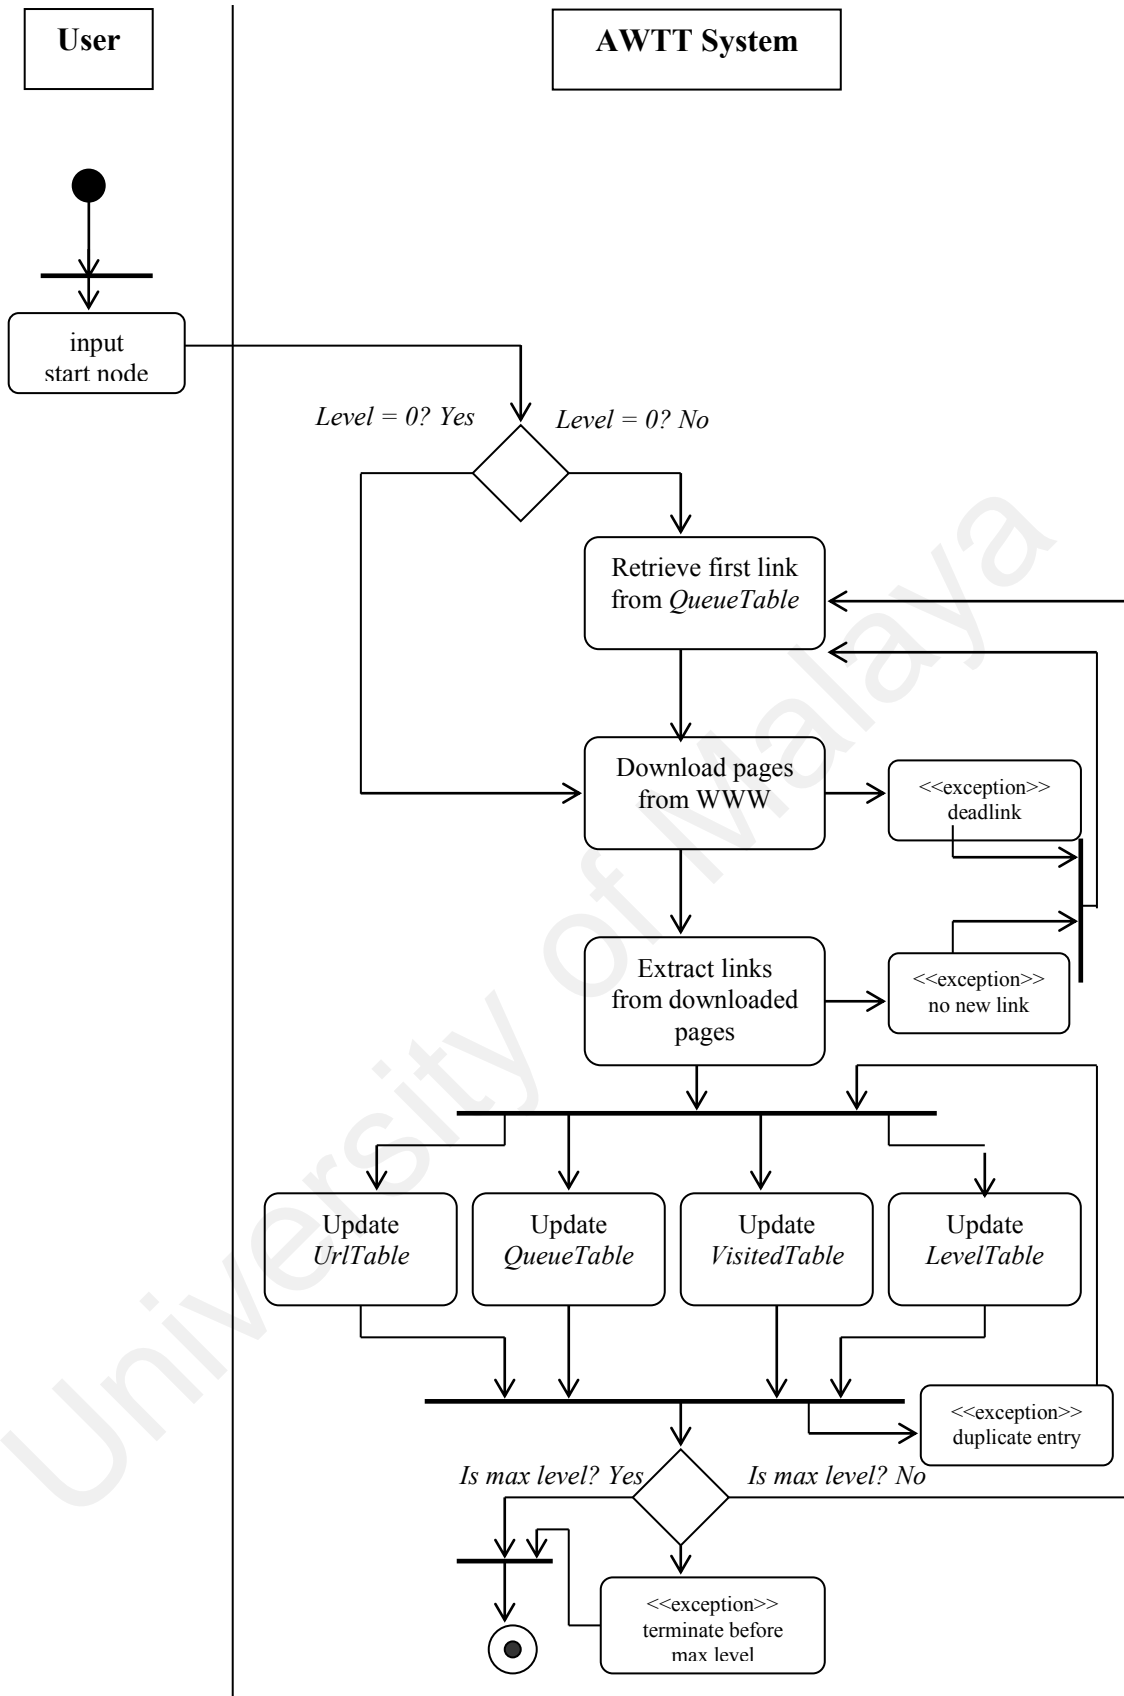 User
AWTT System
input
start node
Level = 0? Yes
Level = 0? No
Retrieve first link
from QueueTable
Download pages
from WWW
<<exception>>
deadlink
Extract links
from downloaded
pages
<<exception>>
no new link
Update
UrlTable
Update
QueueTable
Update
VisitedTable
Update
LevelTable
<<exception>>
duplicate entry
Is max level? Yes
Is max level? No
<<exception>>
terminate before
max level
University of Malaya